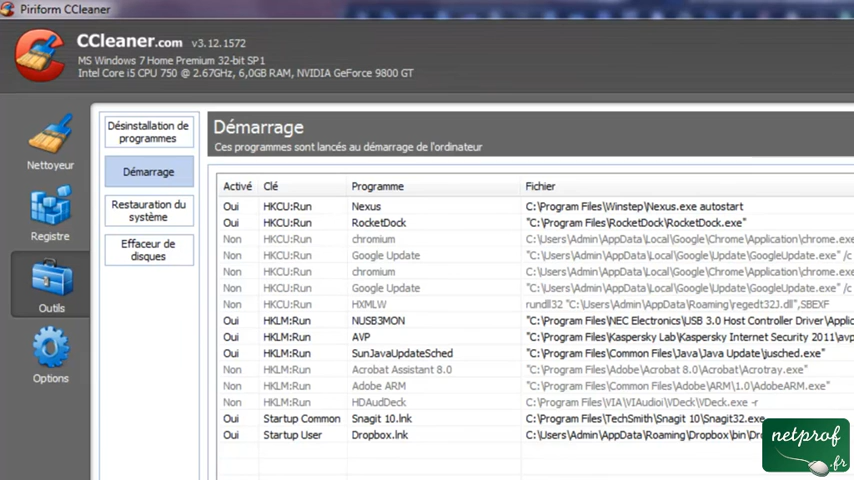 Piriform CCleaner
CCleaner.com v3.12.1572
MS Windows 7 Home Premium 32-bit SP1
Intel Core i5 CPU 750 @ 2.67GHz, 6,0GB RAM, NVIDIA GeForce 9800 GT
Nettoyeur
Registre
Outils
Options
Désinstallation de
programmes
Démarrage
Restauration du
système
Effaceur de
disques
Démarrage
Ces programmes sont lancés au démarrage de l'ordinateur
Activé Clé Programme Fichier
Oui HKCU:Run Nexus C:\Program Files\Winstep\Nexus.exe autostart
Oui HKCU:Run RocketDock "C:\Program Files\RocketDock\RocketDock.exe"
Non HKCU:Run chromium C:\Users\Admin\AppData\Local\Google\Chrome\Application\chrome.exe
Non HKCU:Run Google Update "C:\Users\Admin\AppData\Local\Google\Update\GoogleUpdate.exe" /c
Non HKCU:Run chromium C:\Users\Admin\AppData\Local\Google\Chrome\Application\chrome.exe
Non HKCU:Run Google Update "C:\Users\Admin\AppData\Local\Google\Update\GoogleUpdate.exe" /c
Non HKCU:Run HXMLW rundll32 "C:\Users\Admin\AppData\Roaming\regedt32J.dll",SBEXF
Oui HKLM:Run NUSB3MON "C:\Program Files\NEC Electronics\USB 3.0 Host Controller Driver\Applic
Oui HKLM:Run AVP "C:\Program Files\Kaspersky Lab\Kaspersky Internet Security 2011\avp
Oui HKLM:Run SunJavaUpdateSched "C:\Program Files\Common Files\Java\Java Update\jusched.exe"
Non HKLM:Run Acrobat Assistant 8.0 "C:\Program Files\Adobe\Acrobat 8.0\Acrobat\Acrotray.exe"
Non HKLM:Run Adobe ARM "C:\Program Files\Common Files\Adobe\ARM\1.0\AdobeARM.exe"
Non HKLM:Run HDAudDeck C:\Program Files\VIA\VIAudioi\VDeck\VDeck.exe -r
Oui Startup Common Snagit 10.lnk C:\Program Files\TechSmith\Snagit 10\Snagit32.exe
Oui Startup User Dropbox.lnk C:\Users\Admin\AppData\Roaming\Dropbox\bin\Dro
netprof
.fr